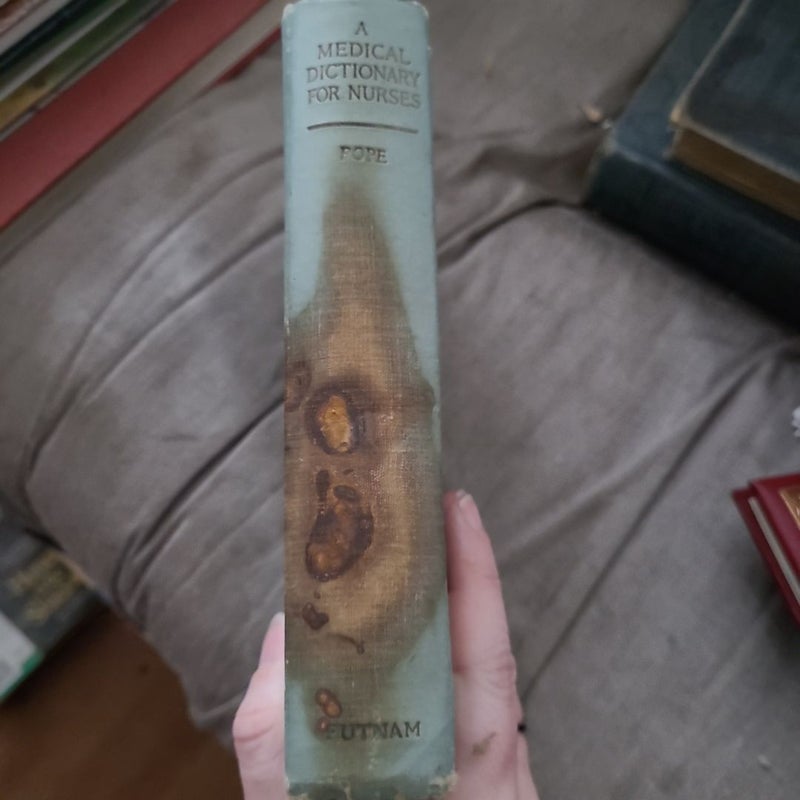 A
MEDICAL
DICTIONARY
FOR NURSES
POPE
PUTNAM